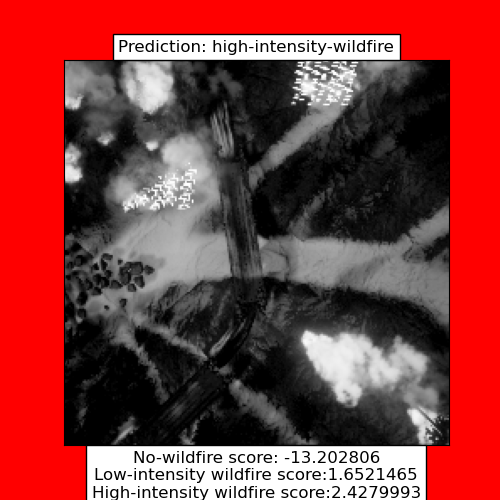 Prediction: high-intensity-wildfire
No-wildfire score: -13.202806
Low-intensity wildfire score:1.6521465
High-intensity wildfire score:2.4279993